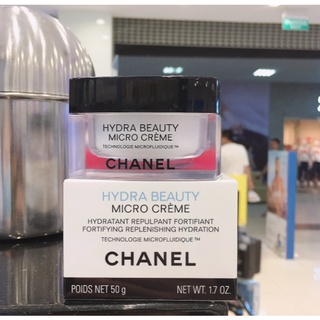 HYDRA BEAUTY
MICRO CRÈME
TECHNOLOGIE MICROFLUIDIQUE™
CHANEL
HYDRA BEAUTY
MICRO CRÈME
HYDRATANT REPULPANT FORTIFIANT
FORTIFYING REPLENISHING HYDRATION
TECHNOLOGIE MICROFLUIDIQUE™
CHANEL
POIDS NET 50 g NET WT. 1.7 OZ.